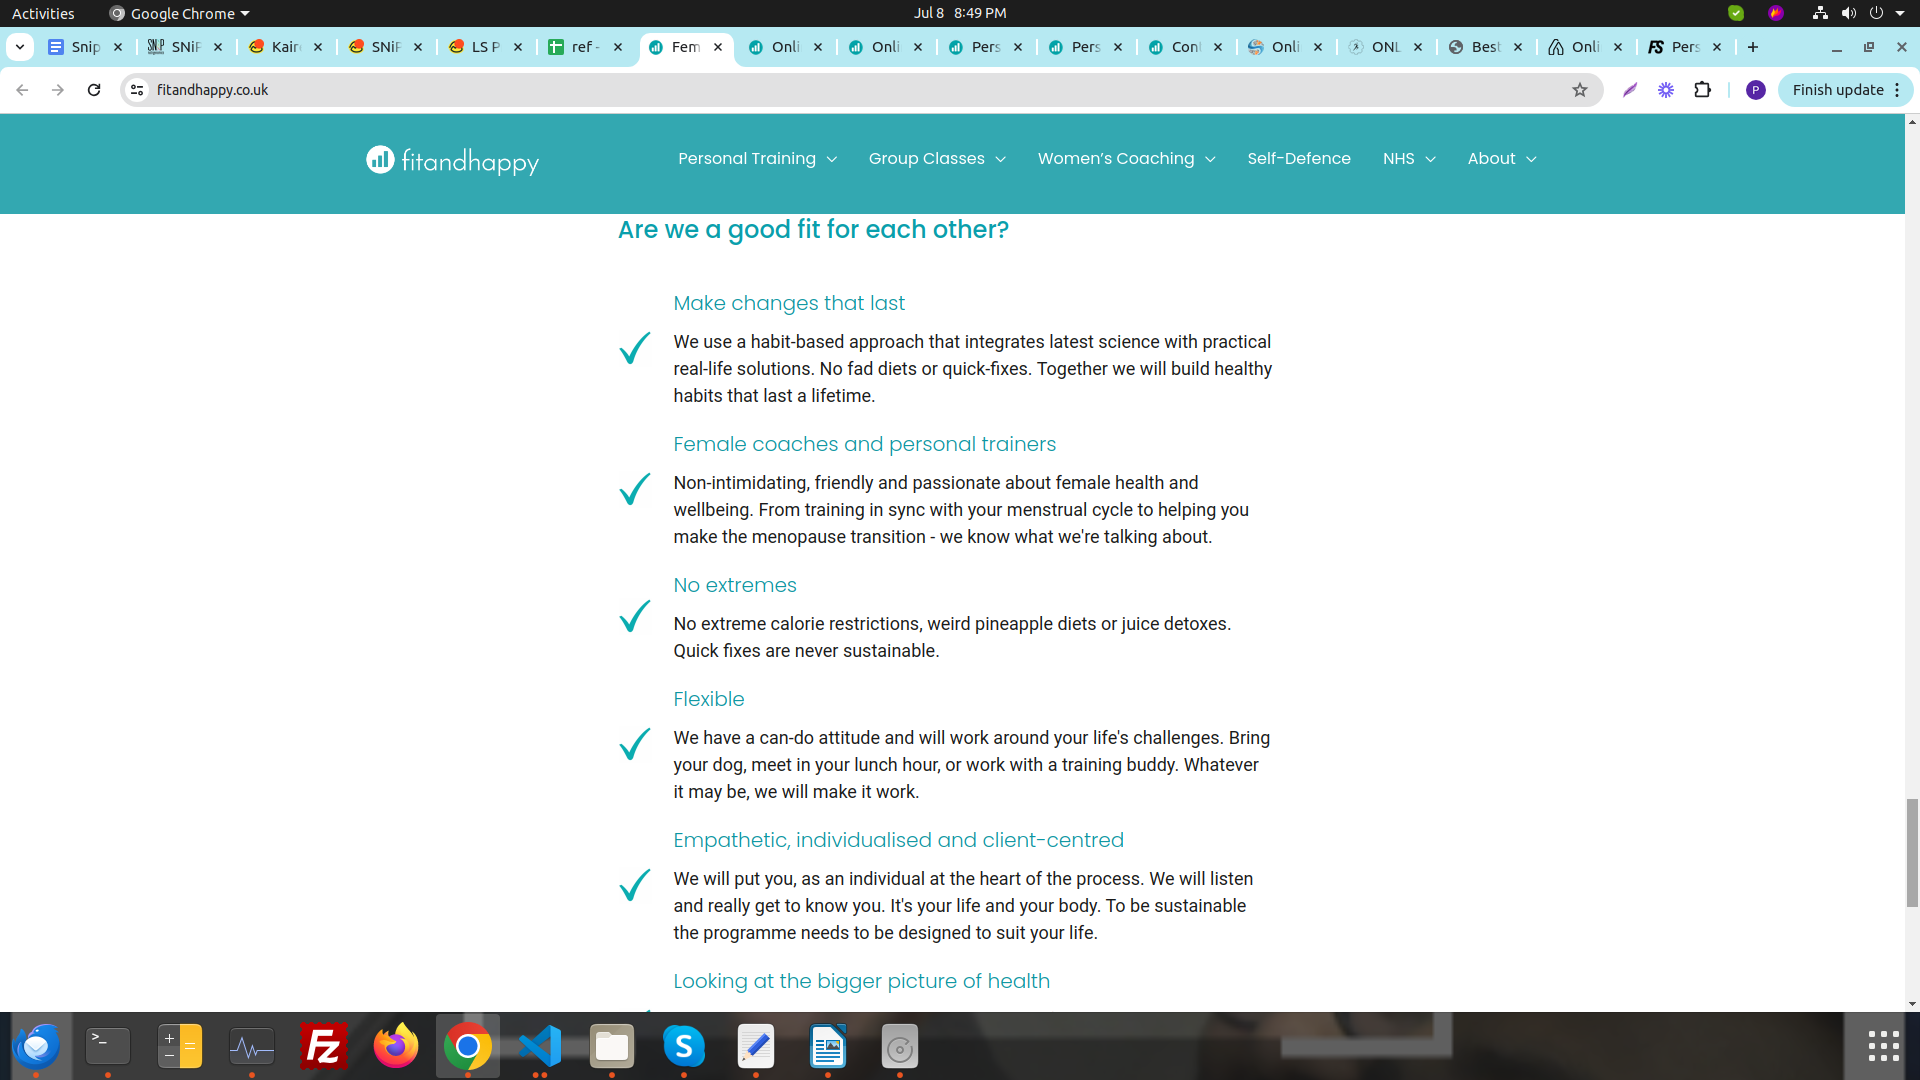 Activities
Google Chrome
Jul 8 8:49 PM
Snip
SNiP
Kair
SNiP
LS P
ref -
Fem
Onli
Onli
Pers
Pers
Cont
Onli
ONL
Best
Onli
Pers
fitandhappy.co.uk
P
Finish update
fitandhappy
Personal Training
Group Classes
Women's Coaching
Self-Defence
NHS
About
Are we a good fit for each other?
Make changes that last
We use a habit-based approach that integrates latest science with practical
real-life solutions. No fad diets or quick-fixes. Together we will build healthy
habits that last a lifetime.
Female coaches and personal trainers
Non-intimidating, friendly and passionate about female health and
wellbeing. From training in sync with your menstrual cycle to helping you
make the menopause transition - we know what we're talking about.
No extremes
No extreme calorie restrictions, weird pineapple diets or juice detoxes.
Quick fixes are never sustainable.
Flexible
We have a can-do attitude and will work around your life's challenges. Bring
your dog, meet in your lunch hour, or work with a training buddy. Whatever
it may be, we will make it work.
Empathetic, individualised and client-centred
We will put you, as an individual at the heart of the process. We will listen
and really get to know you. It's your life and your body. To be sustainable
the programme needs to be designed to suit your life.
Looking at the bigger picture of health